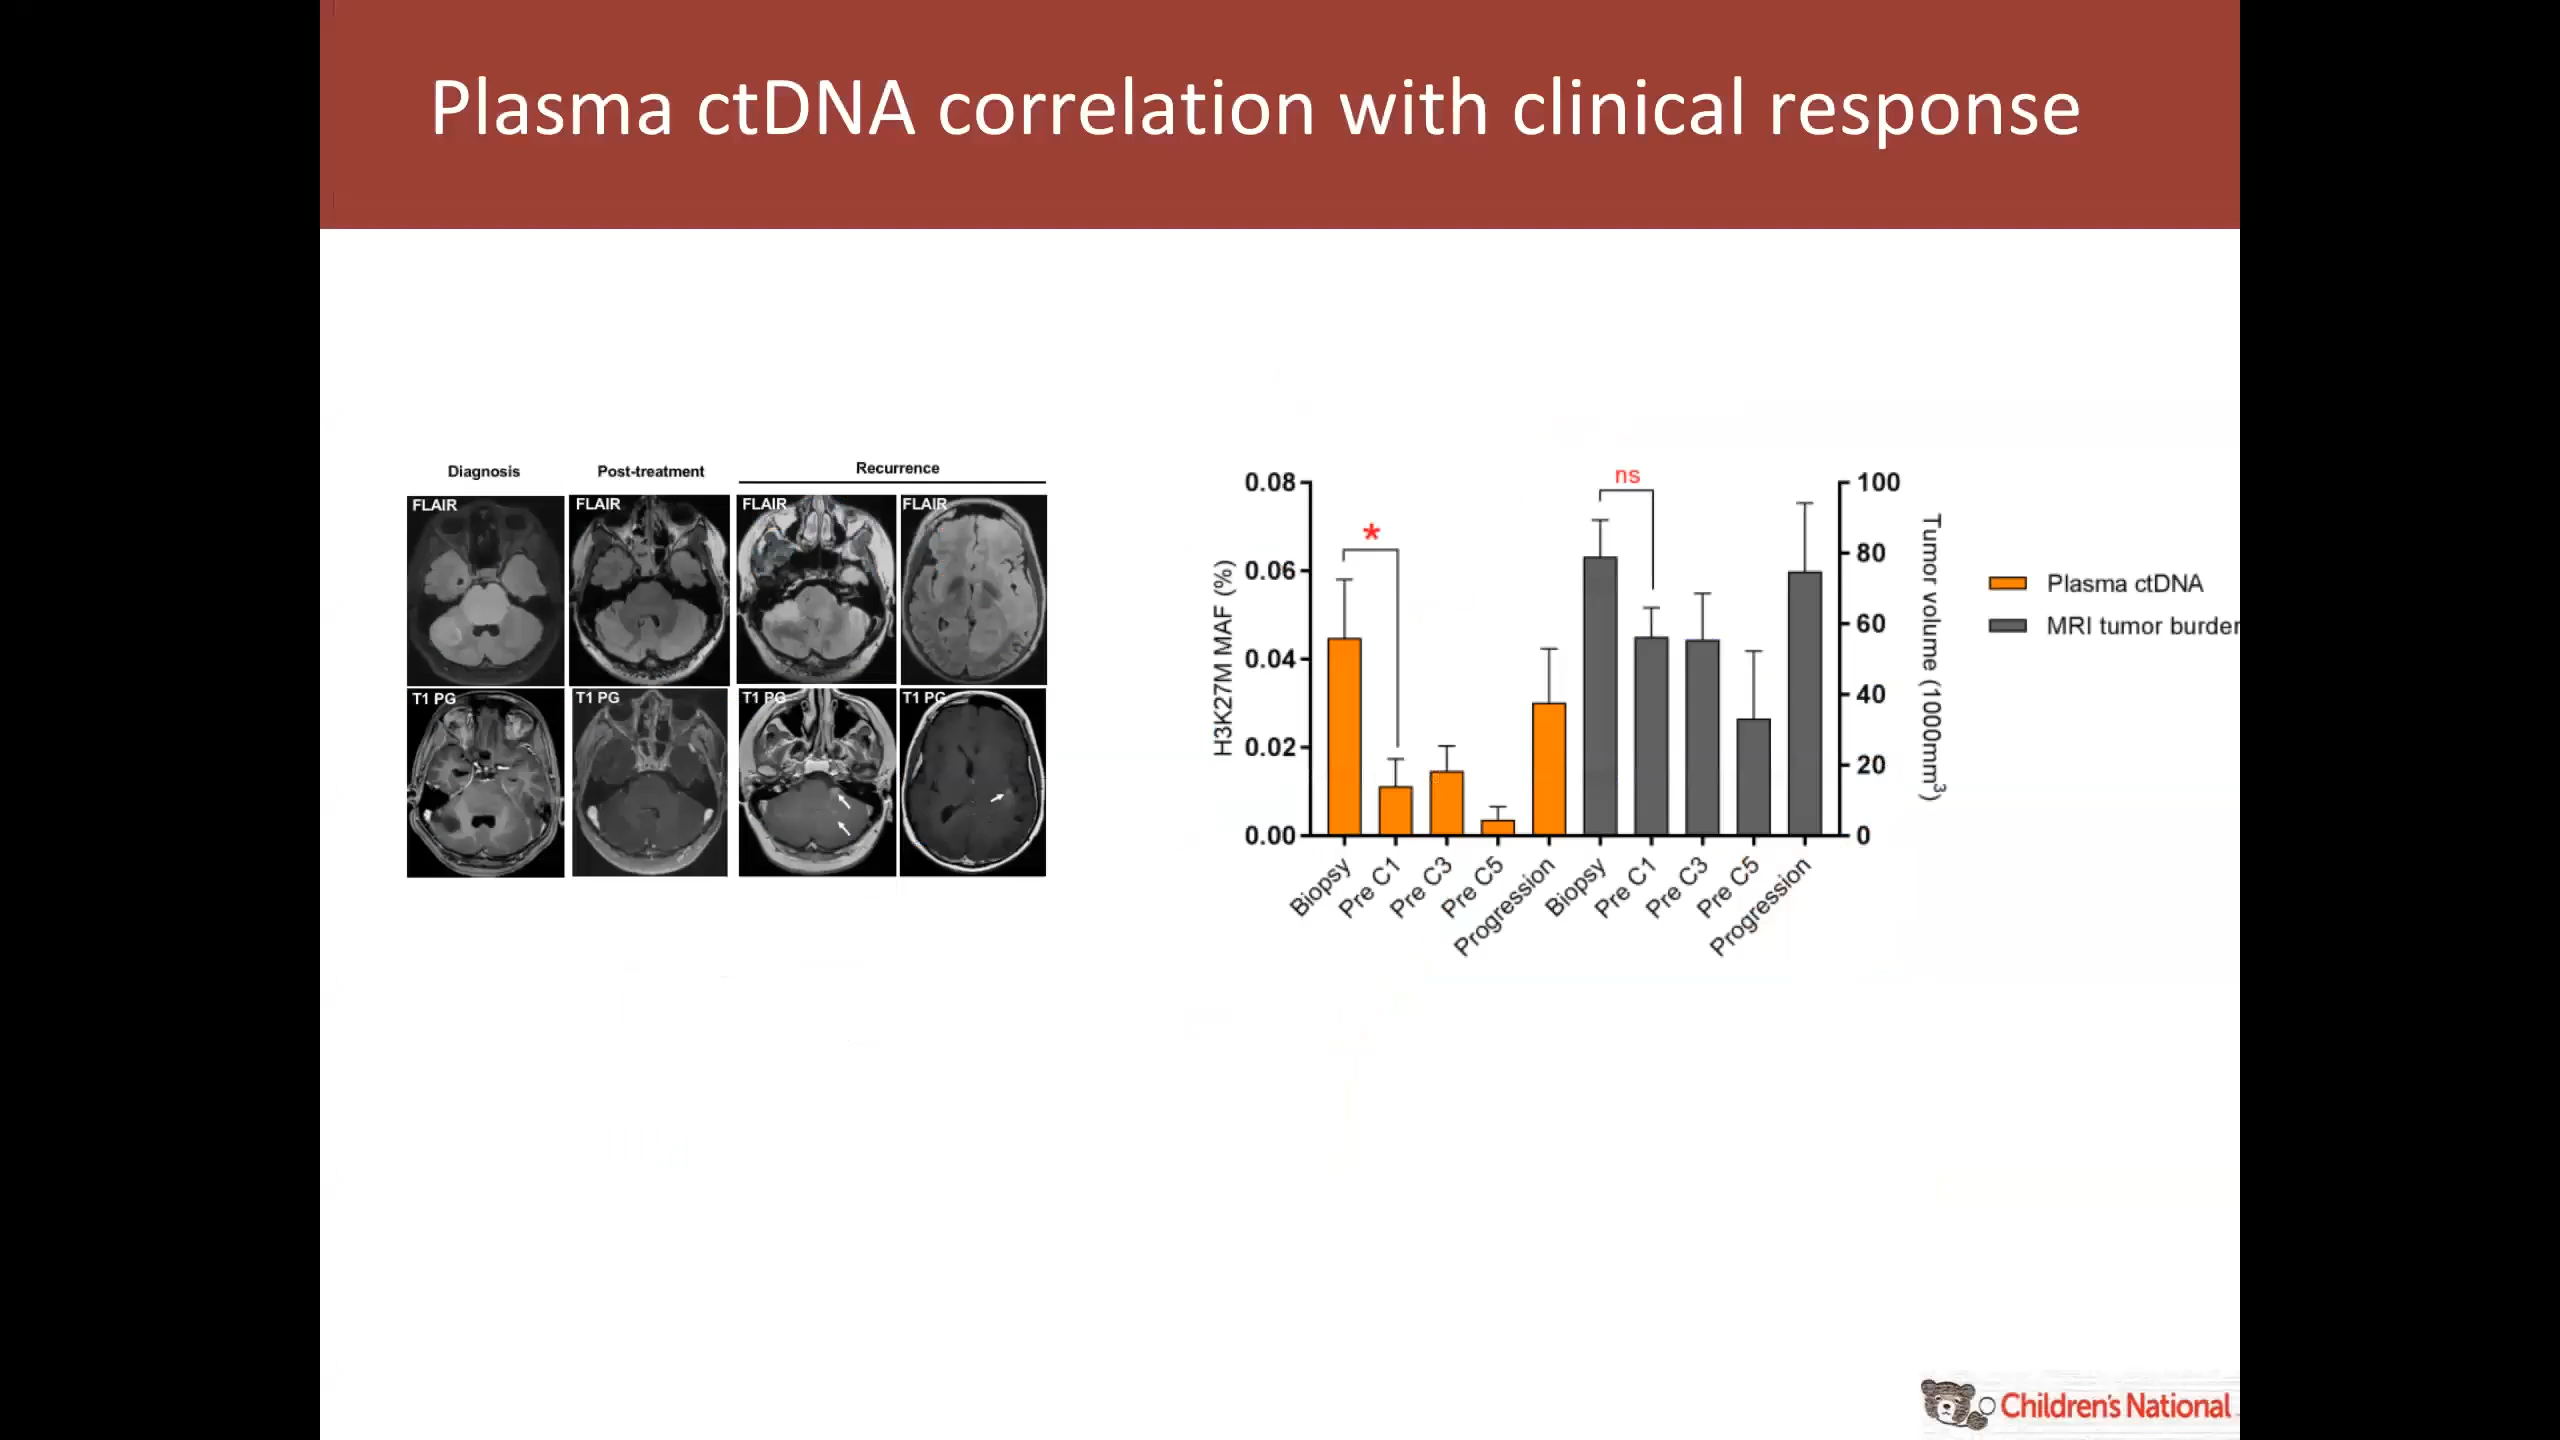 Plasma ctDNA correlation with clinical response
Diagnosis
Post-treatment
Recurrence
FLAIR
FLAIR
FLAIR
FLAIR
T1 PG
T1 PG
T1 PG
T1 PG
H3K27M MAF (%)
0.08
0.06
0.04
0.02
0.00
*
ns
Biopsy
Pre C1
Pre C3
Pre C5
Progression
Biopsy
Pre C1
Pre C3
Pre C5
Progression
100
80
60
40
20
0
Tumor volume (1000mm³)
Plasma ctDNA
MRI tumor burder
Children's National